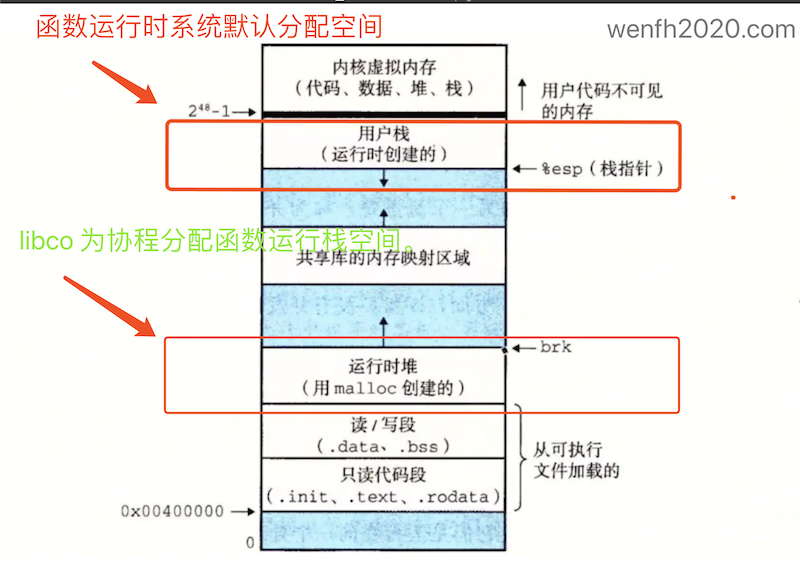 函数运行时系统默认分配空间
wenfh2020.com
内核虚拟内存
（代码、数据、堆、栈）
用户代码不可见
的内存
2^48-1
用户栈
（运行时创建的）
%esp（栈指针）
libco 为协程分配函数运行栈空间。
共享库的内存映射区域
brk
运行时堆
（用 malloc 创建的）
读/写段
（.data、.bss）
从可执行
文件加载的
只读代码段
（.init、.text、.rodata）
0x00400000
0